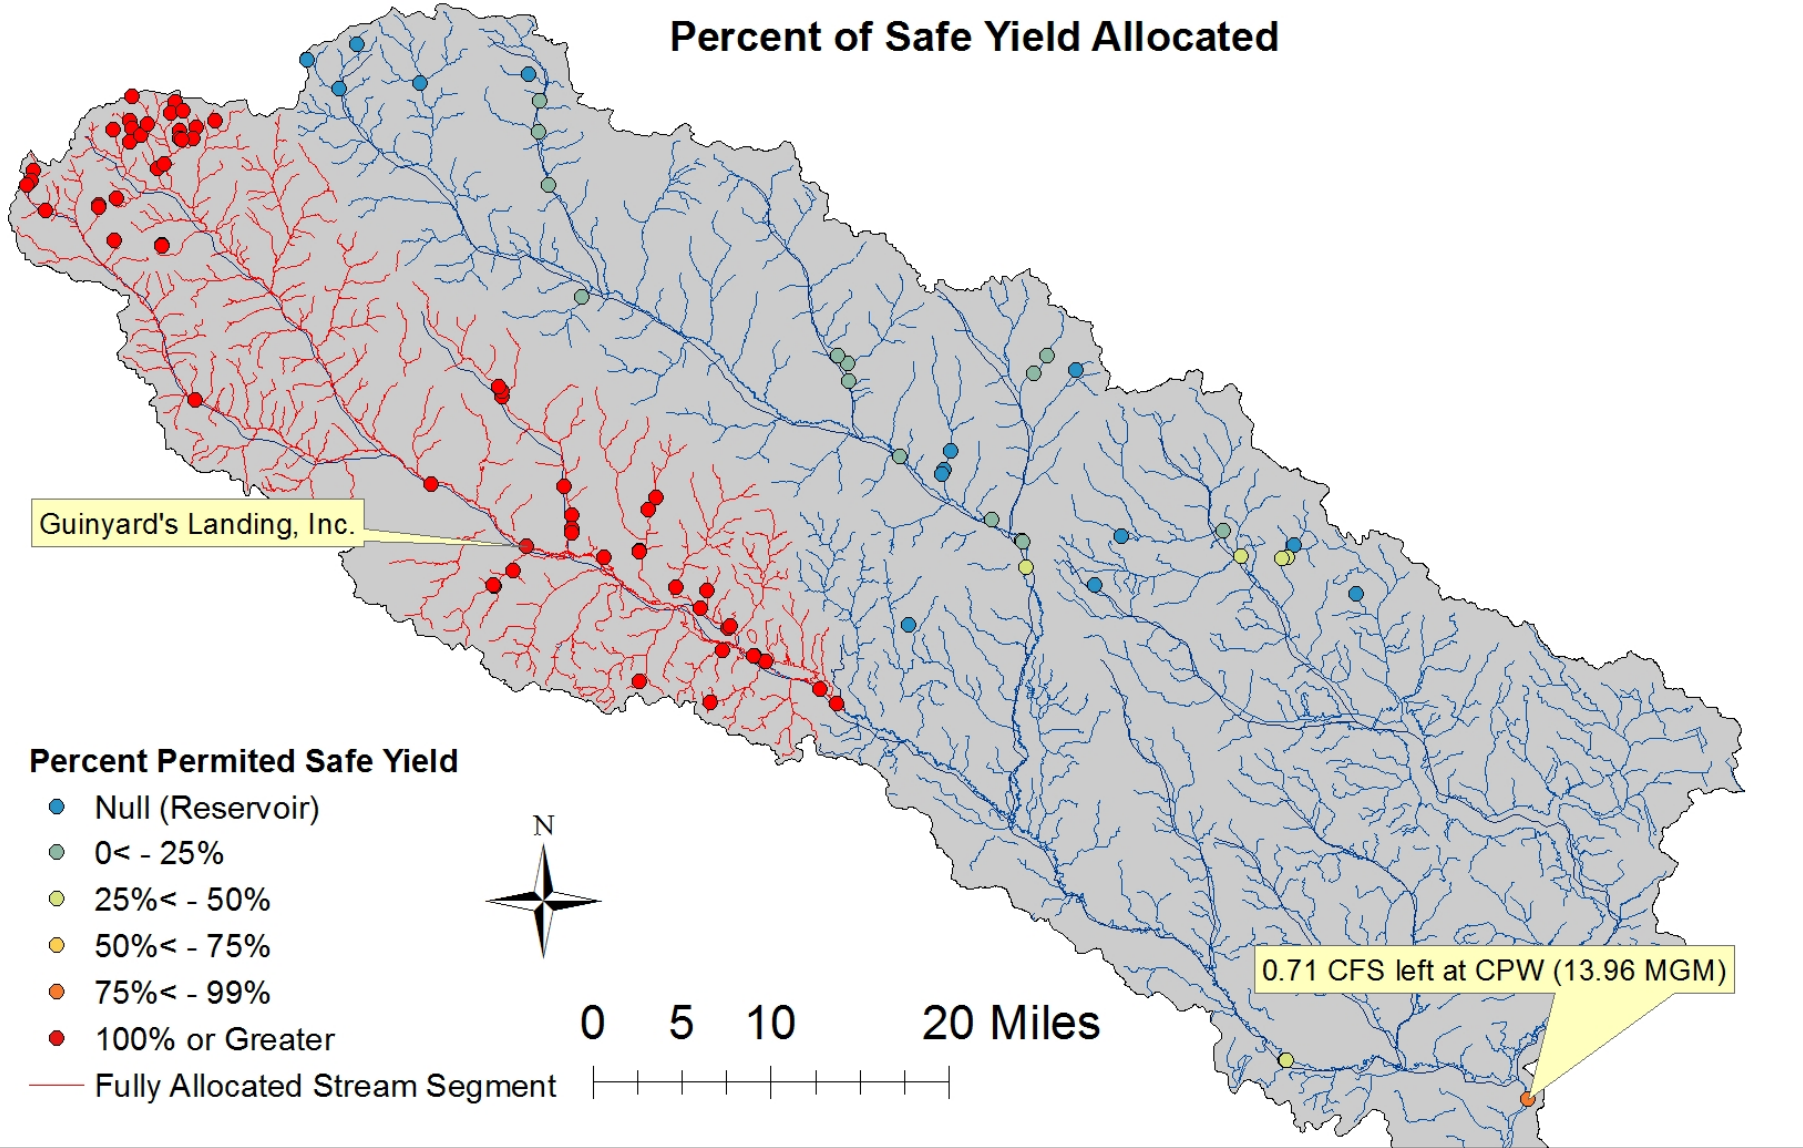 Percent of Safe Yield Allocated
Guinyard's Landing, Inc.
Percent Permited Safe Yield
Null (Reservoir)
0< - 25%
25%< - 50%
50%< - 75%
75%< - 99%
100% or Greater
Fully Allocated Stream Segment
N
0 5 10 20 Miles
0.71 CFS left at CPW (13.96 MGM)